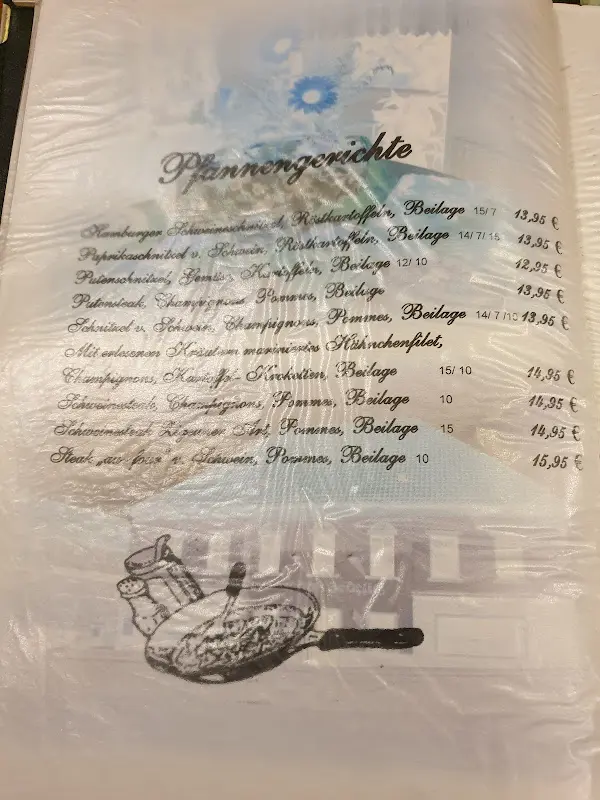 Pfannengerichte
Hamburger Schweineschnitzel, Röstkartoffeln, Beilage 15/7 13,95 €
Paprikaschnitzel v. Schwein, Röstkartoffeln, Beilage 14/7/15 13,95 €
Putenschnitzel, Gemüse, Kartoffeln, Beilage 12/10 12,95 €
Putensteak, Champignons, Pommes, Beilage 13,95 €
Schnitzel v. Schwein, Champignons, Pommes, Beilage 14/7/10 13,95 €
Mit erlesenen Kräutern mariniertes Hähnchenfilet,
Champignons, Kartoffel-Kroketten, Beilage 15/10 14,95 €
Schweinesteak, Champignons, Pommes, Beilage 10 14,95 €
Schweinesteak Zigeuner Art, Pommes, Beilage 15 14,95 €
Steak „au four" v. Schwein, Pommes, Beilage 10 15,95 €